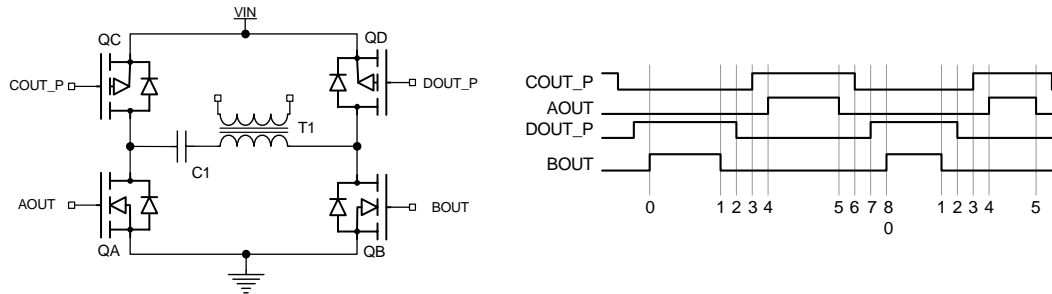 VIN
QC
QD
COUT_P
DOUT_P
T1
C1
AOUT
BOUT
QA
QB
COUT_P
AOUT
DOUT_P
BOUT
0 1 2 3 4 5 6 7 8 1 2 3 4 5
0